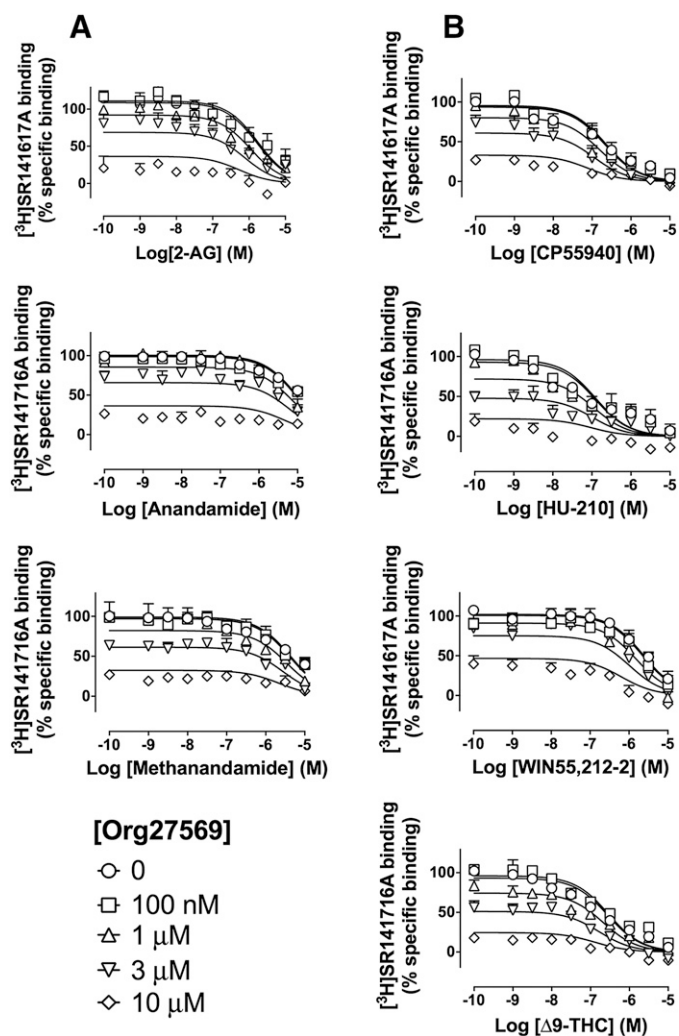 A
[³H]SR141617A binding
(% specific binding)
100
50
0
-10 -9 -8 -7 -6 -5
Log[2-AG] (M)
[³H]SR141716A binding
(% specific binding)
100
50
0
-10 -9 -8 -7 -6 -5
Log [Anandamide] (M)
[³H]SR141716A binding
(% specific binding)
100
50
0
-10 -9 -8 -7 -6 -5
Log [Methanandamide] (M)
[Org27569]
0
100 nM
1 µM
3 µM
10 µM
B
[³H]SR141617A binding
(% specific binding)
100
50
0
-10 -9 -8 -7 -6 -5
Log [CP55940] (M)
[³H]SR141716A binding
(% specific binding)
100
50
0
-10 -9 -8 -7 -6 -5
Log [HU-210] (M)
[³H]SR141617A binding
(% specific binding)
100
50
0
-10 -9 -8 -7 -6 -5
Log [WIN55,212-2] (M)
[³H]SR141716A binding
(% specific binding)
100
50
0
-10 -9 -8 -7 -6 -5
Log [Δ9-THC] (M)